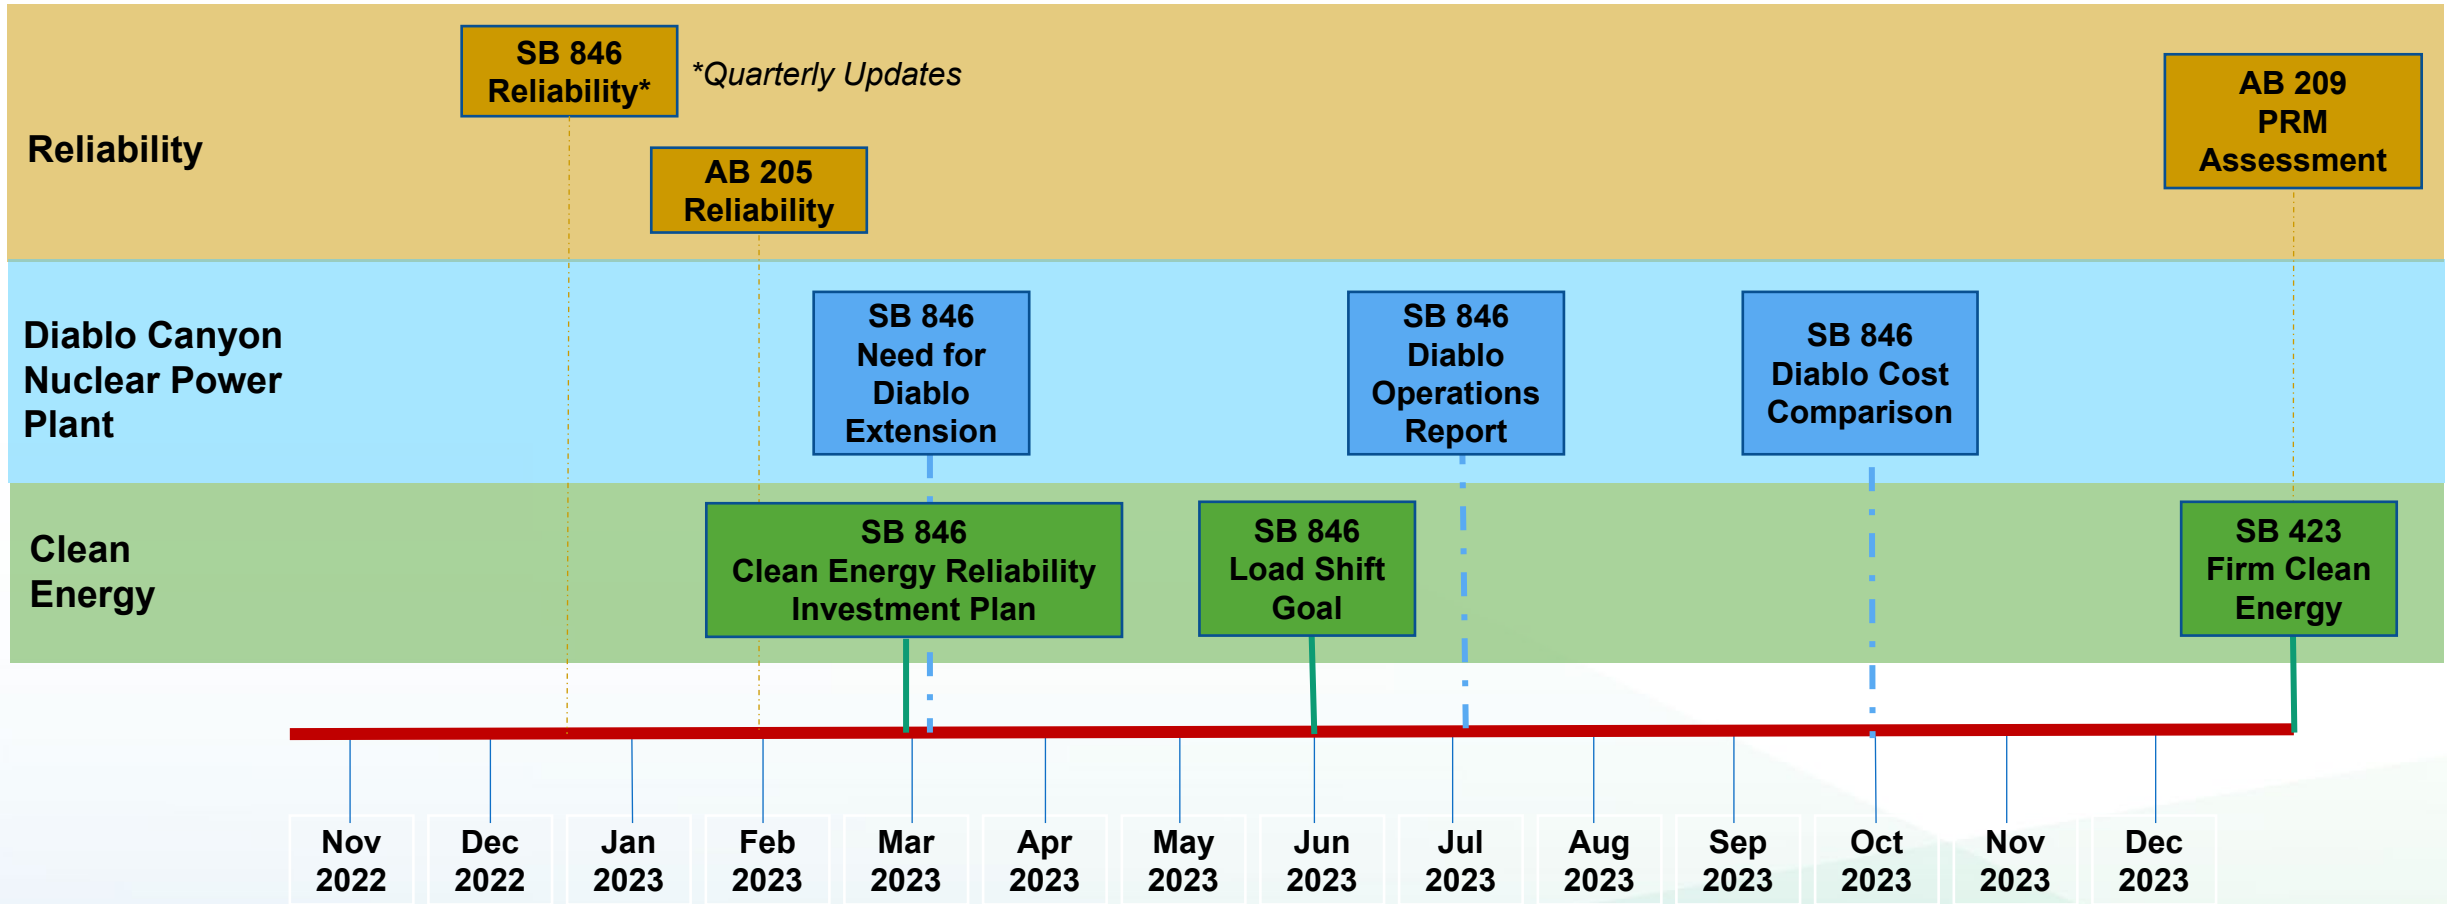 SB 846
Reliability*
*Quarterly Updates
AB 209
PRM
Assessment
Reliability
AB 205
Reliability
Diablo Canyon
Nuclear Power
Plant
SB 846
Need for
Diablo
Extension
SB 846
Diablo
Operations
Report
SB 846
Diablo Cost
Comparison
Clean
Energy
SB 846
Clean Energy Reliability
Investment Plan
SB 846
Load Shift
Goal
SB 423
Firm Clean
Energy
Nov
2022
Dec
2022
Jan
2023
Feb
2023
Mar
2023
Apr
2023
May
2023
Jun
2023
Jul
2023
Aug
2023
Sep
2023
Oct
2023
Nov
2023
Dec
2023